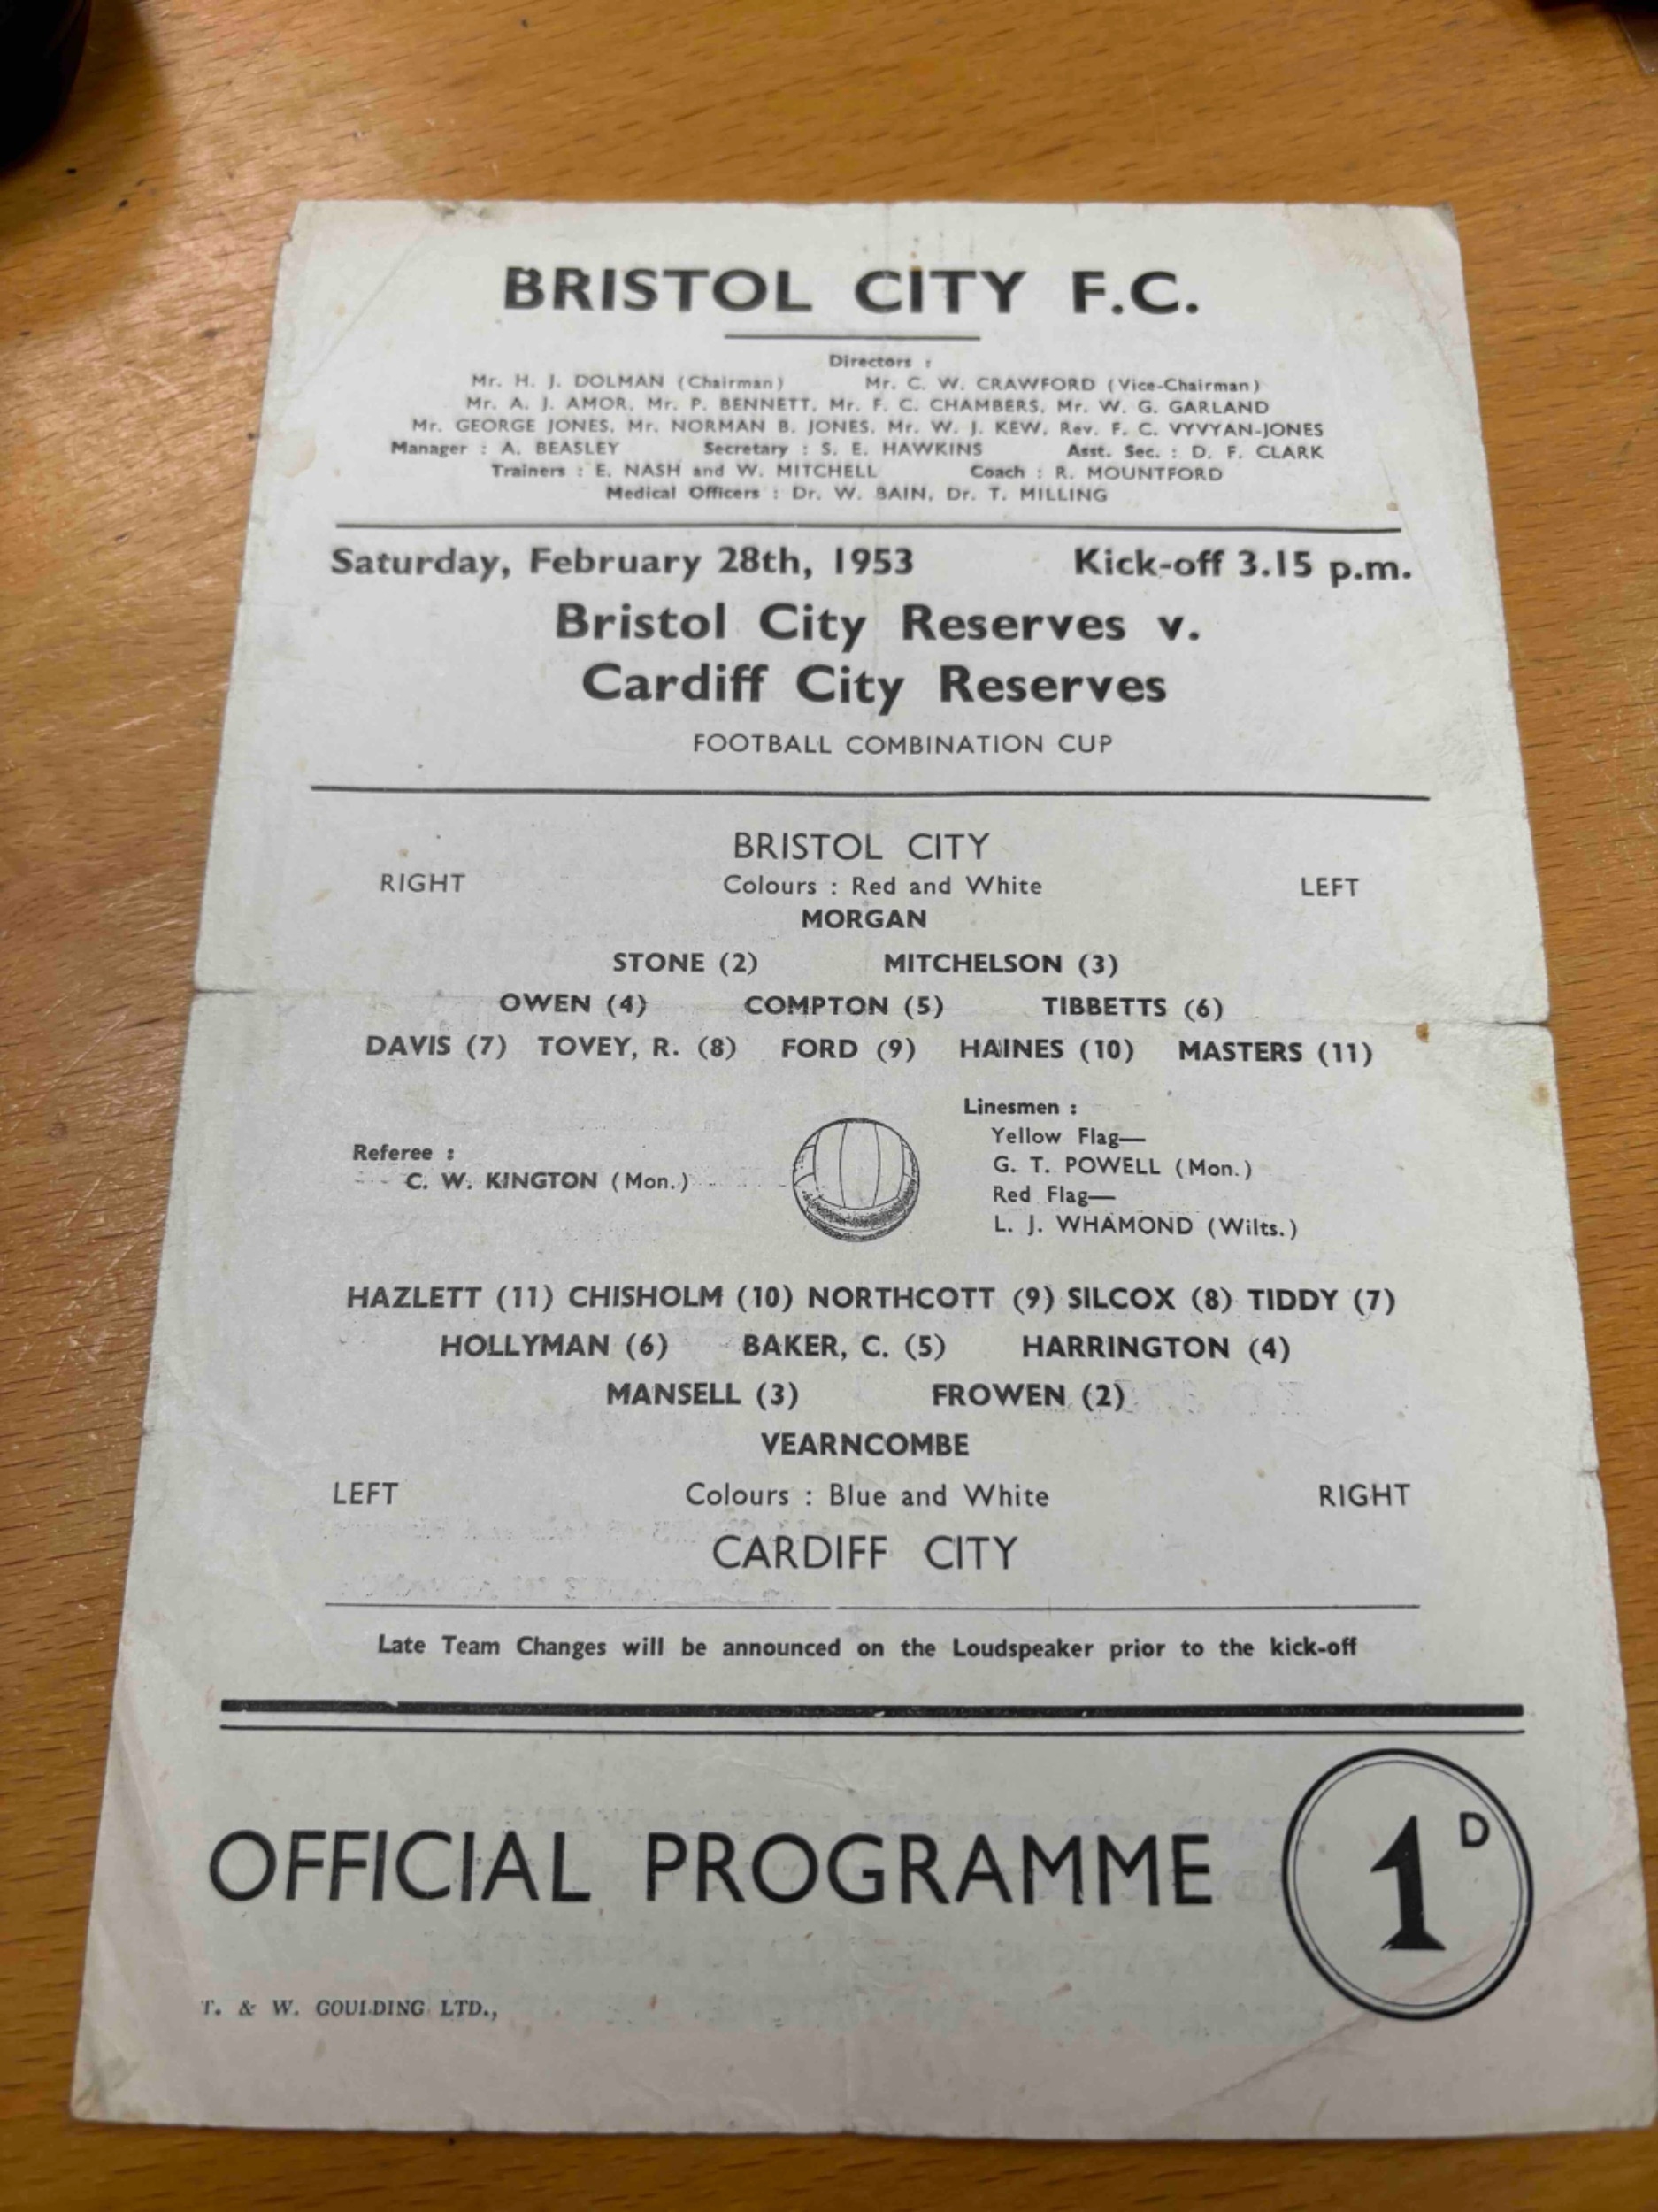 BRISTOL CITY F.C.
Directors :
Mr. H. J. DOLMAN (Chairman) Mr. C. W. CRAWFORD (Vice-Chairman)
Mr. A. J. AMOR, Mr. P. BENNETT, Mr. F. C. CHAMBERS, Mr. W. G. GARLAND
Mr. GEORGE JONES, Mr. NORMAN B. JONES, Mr. W. J. KEW, Rev. F. C. VYVYAN-JONES
Manager : A. BEASLEY Secretary : S. E. HAWKINS Asst. Sec. : D. F. CLARK
Trainers : E. NASH and W. MITCHELL Coach : R. MOUNTFORD
Medical Officers : Dr. W. BAIN, Dr. T. MILLING
Saturday, February 28th, 1953 Kick-off 3.15 p.m.
Bristol City Reserves v.
Cardiff City Reserves
FOOTBALL COMBINATION CUP
BRISTOL CITY
RIGHT Colours : Red and White LEFT
MORGAN
STONE (2) MITCHELSON (3)
OWEN (4) COMPTON (5) TIBBETTS (6)
DAVIS (7) TOVEY, R. (8) FORD (9) HAINES (10) MASTERS (11)
Referee :
C. W. KINGTON (Mon.)
Linesmen :
Yellow Flag—
G. T. POWELL (Mon.)
Red Flag—
L. J. WHAMOND (Wilts.)
HAZLETT (11) CHISHOLM (10) NORTHCOTT (9) SILCOX (8) TIDDY (7)
HOLLYMAN (6) BAKER, C. (5) HARRINGTON (4)
MANSELL (3) FROWEN (2)
VEARNCOMBE
LEFT Colours : Blue and White RIGHT
CARDIFF CITY
Late Team Changes will be announced on the Loudspeaker prior to the kick-off
OFFICIAL PROGRAMME 1D
T. & W. GOULDING LTD.,